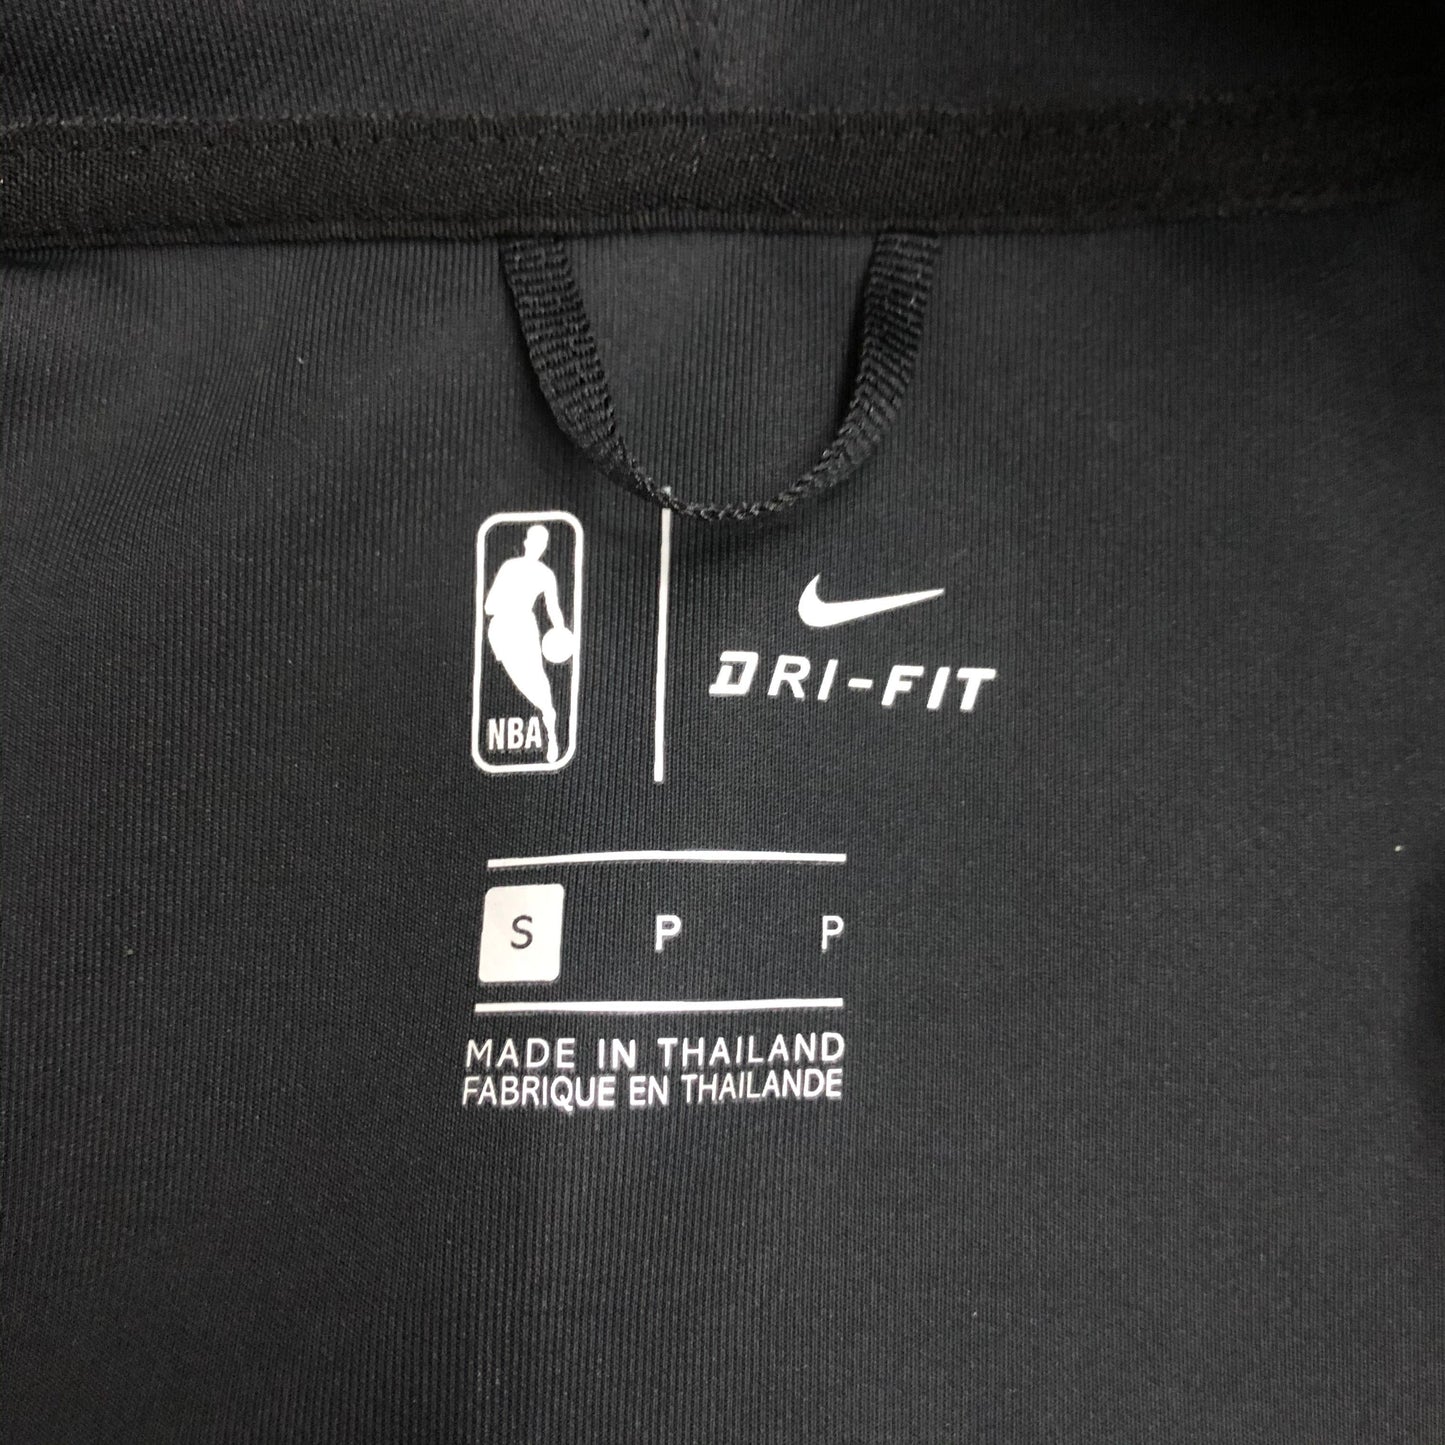 NBA
DRI-FIT
S P P
MADE IN THAILAND
FABRIQUE EN THAILANDE